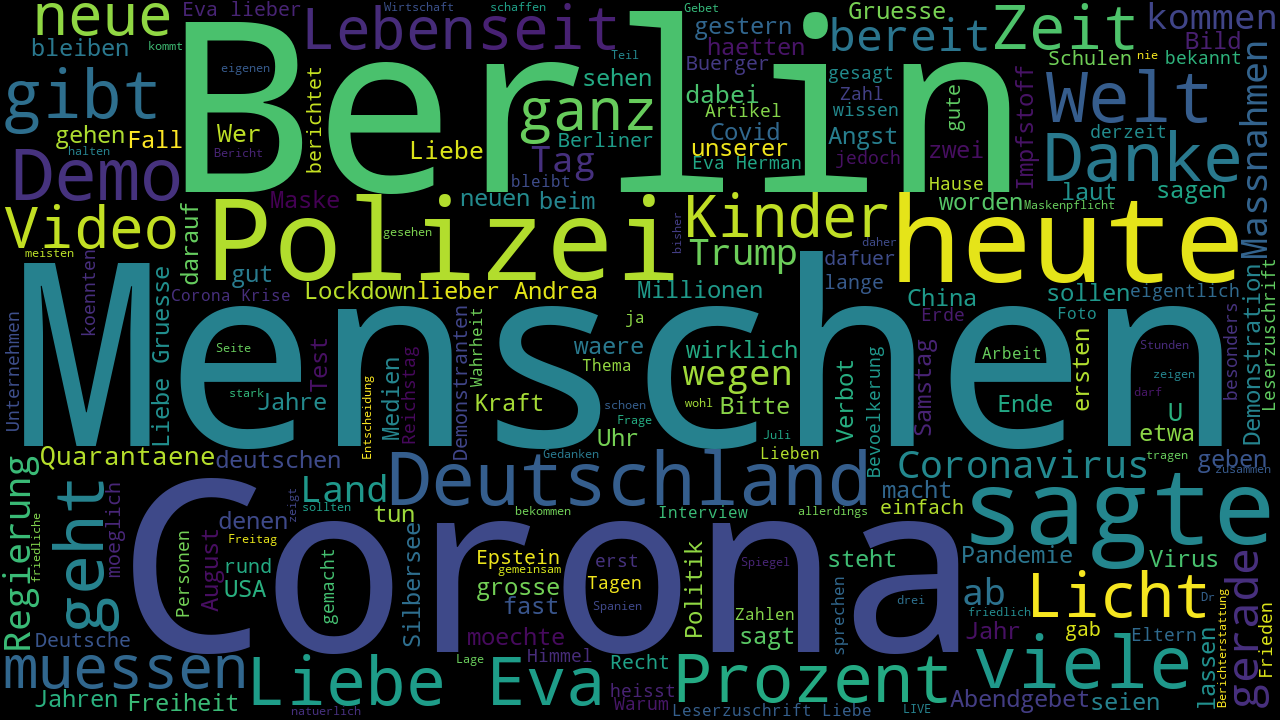 neue
Eva lieber
Wirtschaft
schaffen
Gebet
Gruesse
kommen
bleiben
kommt
Lebenseit
gestern
bereit
Zeit
Bild
Berlin
eigenen
Teil
haetten
Buerger
Schulen
nie
bekannt
gibt
sehen
gesagt
Welt
Massnahmen
berichtet
ganz
dabei
Zahl
gute
Impfstoff
gehen
Fall
Wer
Artikel
wissen
derzeit
Danke
halten
Bericht
Liebe
Berliner
Covid
Angst
unserer
Tag
Eva Herman
jedoch
zwei
Demo
bleibt
Hause
laut
sagen
Maske
neuen
beim
worden
Maskenpflicht
Video
darauf
Polizei
gesehen
bisher
Kinder
heute
Trump
daher
dafuer
meisten
koennten
gut
lange
Menschen
Liebe Gruesse
Corona Krise
Lockdown
lieber Andrea
Millionen
China
sollen
eigentlich
Demonstration
Leserzuschrift
Unternehmen
ja
Erde
Foto
Seite
Test
Medien
Reichstag
Demonstranten
Wahrheit
waere
wirklich
Verbot
Bevoelkerung
Samstag
Arbeit
ersten
Stunden
besonders
Thema
wegen
zeigen
stark
Jahre
Entscheidung
Kraft
schoen
wohl
Bitte
Ende
darf
U
Frage
Uhr
Juli
etwa
Quarantaene
deutschen
Gedanken
Lieben
tragen
geben
zusammen
Deutschland
Coronavirus
Regierung
friedliche
geht
moeglich
Land
zeigt
sollten
denen
tun
bekommen
Interview
allerdings
macht
einfach
sagte
Corona
Freitag
Personen
August
rund
USA
gemacht
Silbersee
Epstein
gemeinsam
erst
Politik
Spiegel
steht
Pandemie
Virus
grosse
Tagen
fast
Spanien
Zahlen
sprechen
drei
ab
friedlich
Licht
Dr
gerade
Deutsche
moechte
sagt
Jahr
gab
Eltern
lassen
Berichterstattung
Frieden
muessen
Lage
Himmel
Recht
viele
Jahren
Freiheit
Liebe
Eva
heisst
Prozent
Abendgebet
seien
natuerlich
Warum
Leserzuschrift Liebe
LIVE